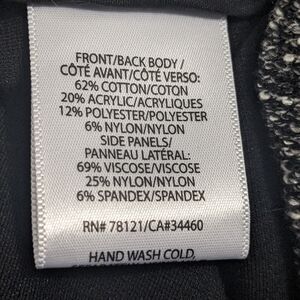 FRONT/BACK BODY /
CÔTÉ AVANT/CÔTÉ VERSO:
62% COTTON/COTON
20% ACRYLIC/ACRYLIQUES
12% POLYESTER/POLYESTER
6% NYLON/NYLON
SIDE PANELS/
PANNEAU LATÉRAL:
69% VISCOSE/VISCOSE
25% NYLON/NYLON
6% SPANDEX/SPANDEX
RN# 78121/CA#34460
HAND WASH COLD,